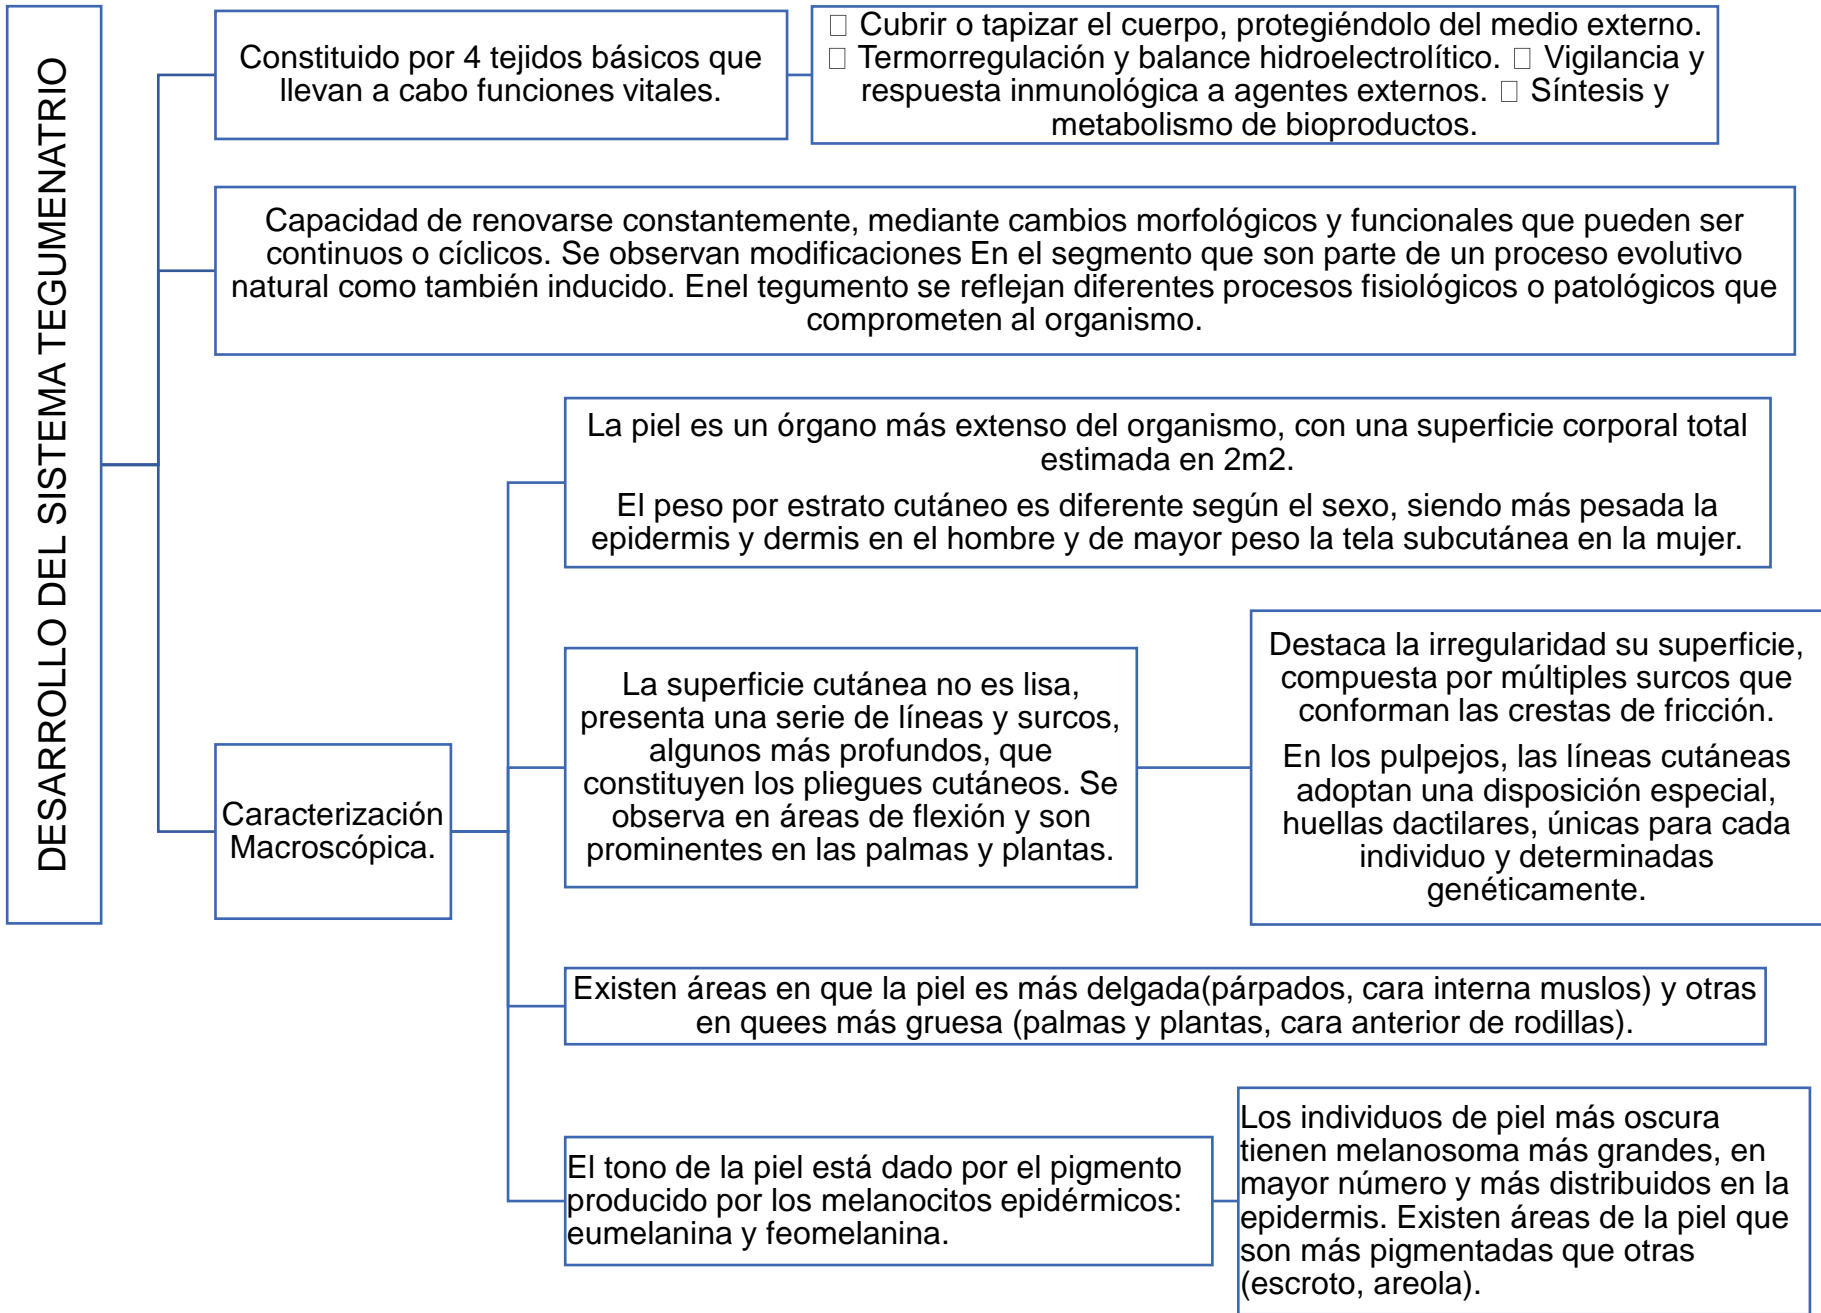 DESARROLLO DEL SISTEMA TEGUMENATRIO
Constituido por 4 tejidos básicos que
llevan a cabo funciones vitales.
□ Cubrir o tapizar el cuerpo, protegiéndolo del medio externo.
□ Termorregulación y balance hidroelectrolítico. □ Vigilancia y
respuesta inmunológica a agentes externos. □ Síntesis y
metabolismo de bioproductos.
Capacidad de renovarse constantemente, mediante cambios morfológicos y funcionales que pueden ser
continuos o cíclicos. Se observan modificaciones En el segmento que son parte de un proceso evolutivo
natural como también inducido. Enel tegumento se reflejan diferentes procesos fisiológicos o patológicos que
comprometen al organismo.
Caracterización
Macroscópica.
La piel es un órgano más extenso del organismo, con una superficie corporal total
estimada en 2m2.
El peso por estrato cutáneo es diferente según el sexo, siendo más pesada la
epidermis y dermis en el hombre y de mayor peso la tela subcutánea en la mujer.
La superficie cutánea no es lisa,
presenta una serie de líneas y surcos,
algunos más profundos, que
constituyen los pliegues cutáneos. Se
observa en áreas de flexión y son
prominentes en las palmas y plantas.
Destaca la irregularidad su superficie,
compuesta por múltiples surcos que
conforman las crestas de fricción.
En los pulpejos, las líneas cutáneas
adoptan una disposición especial,
huellas dactilares, únicas para cada
individuo y determinadas
genéticamente.
Existen áreas en que la piel es más delgada(párpados, cara interna muslos) y otras
en quees más gruesa (palmas y plantas, cara anterior de rodillas).
El tono de la piel está dado por el pigmento
producido por los melanocitos epidérmicos:
eumelanina y feomelanina.
Los individuos de piel más oscura
tienen melanosoma más grandes, en
mayor número y más distribuidos en la
epidermis. Existen áreas de la piel que
son más pigmentadas que otras
(escroto, areola).